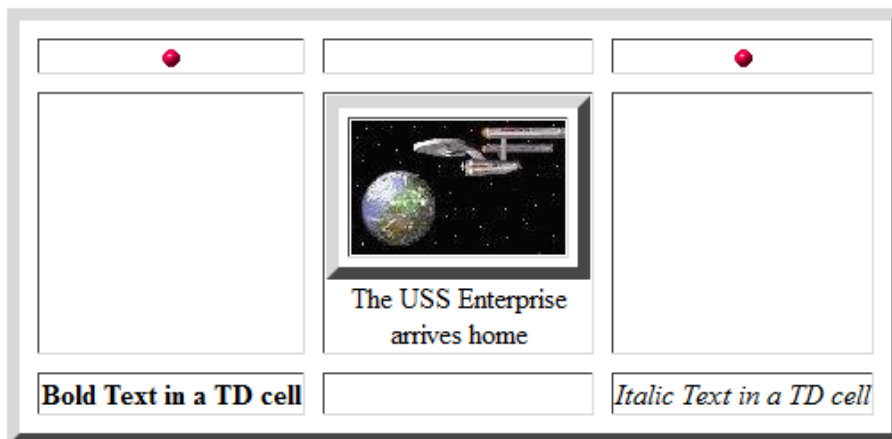 The USS Enterprise
arrives home
Bold Text in a TD cell
Italic Text in a TD cell